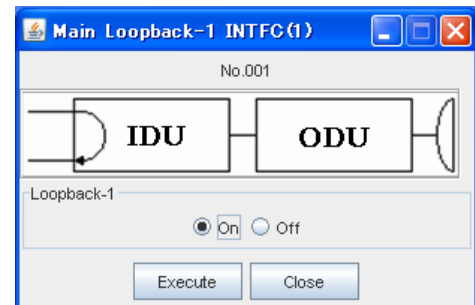 Main Loopback-1 INTFC(1)
No.001
IDU ODU
Loopback-1
On Off
Execute Close